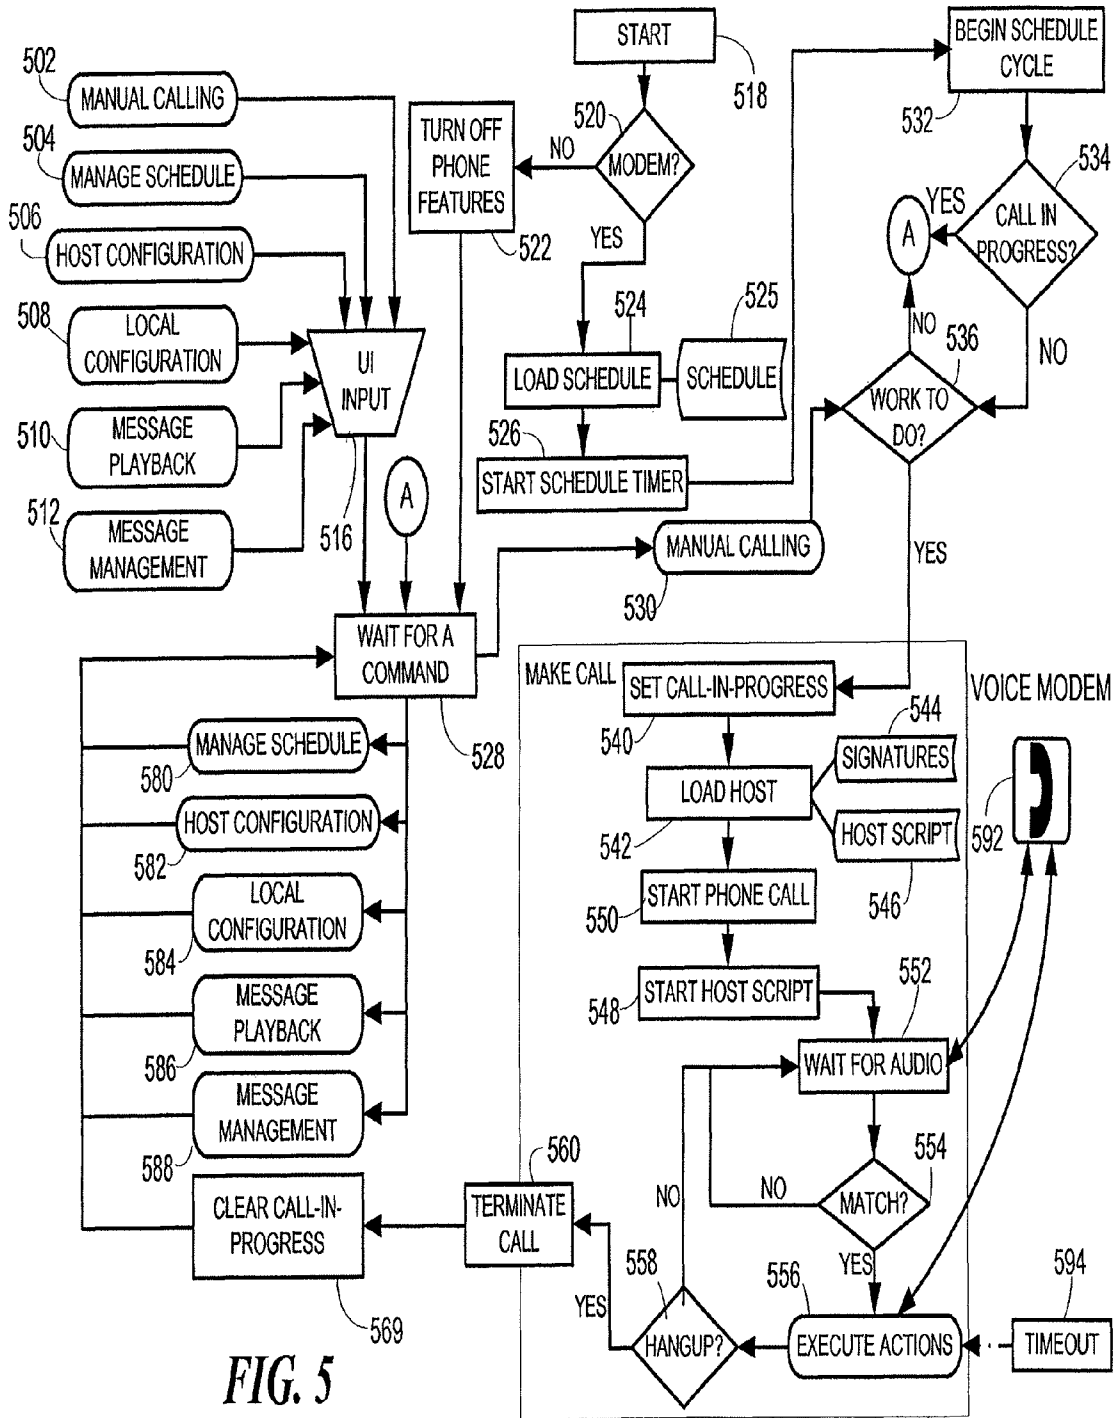 START
518
BEGIN SCHEDULE
CYCLE
532
502
MANUAL CALLING
504
MANAGE SCHEDULE
506
HOST CONFIGURATION
508
LOCAL
CONFIGURATION
510
MESSAGE
PLAYBACK
512
MESSAGE
MANAGEMENT
UI
INPUT
516
TURN OFF
PHONE
FEATURES
522
520
MODEM?
NO
YES
524
LOAD SCHEDULE
525
SCHEDULE
526
START SCHEDULE TIMER
534
CALL IN
PROGRESS?
YES
A
NO
NO
536
WORK TO
DO?
YES
A
MANUAL CALLING
530
WAIT FOR A
COMMAND
528
MAKE CALL
SET CALL-IN-PROGRESS
540
VOICE MODEM
592
544
SIGNATURES
LOAD HOST
542
HOST SCRIPT
546
START PHONE CALL
550
START HOST SCRIPT
548
552
WAIT FOR AUDIO
554
MATCH?
NO
NO
YES
556
EXECUTE ACTIONS
594
TIMEOUT
558
HANGUP?
YES
560
TERMINATE
CALL
MANAGE SCHEDULE
580
HOST CONFIGURATION
582
LOCAL
CONFIGURATION
584
MESSAGE
PLAYBACK
586
MESSAGE
MANAGEMENT
588
CLEAR CALL-IN-
PROGRESS
569
FIG. 5